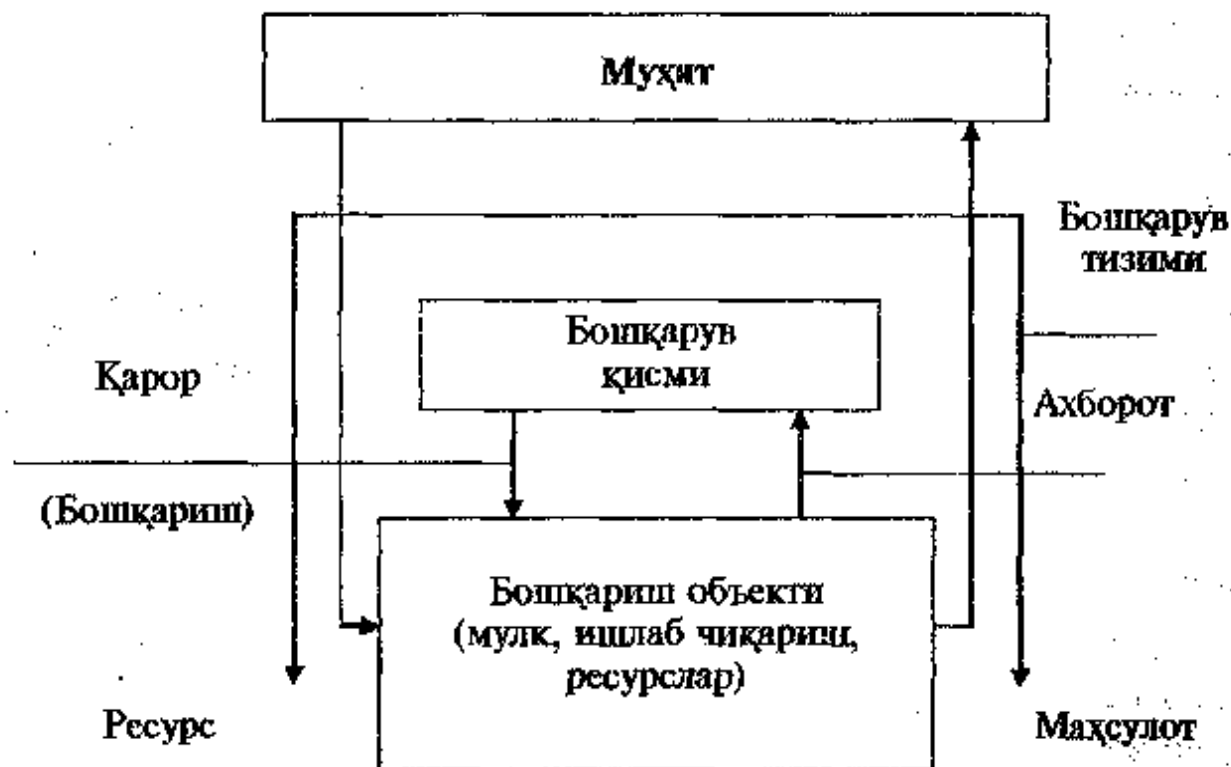 Муҳит
Бошқарув
тизими
Бошқарув
қисми
Қарор
Ахборот
(Бошқариш)
Бошқариш объекти
(мулк, ишлаб чиқариш,
ресурслар)
Ресурс
Маҳсулот